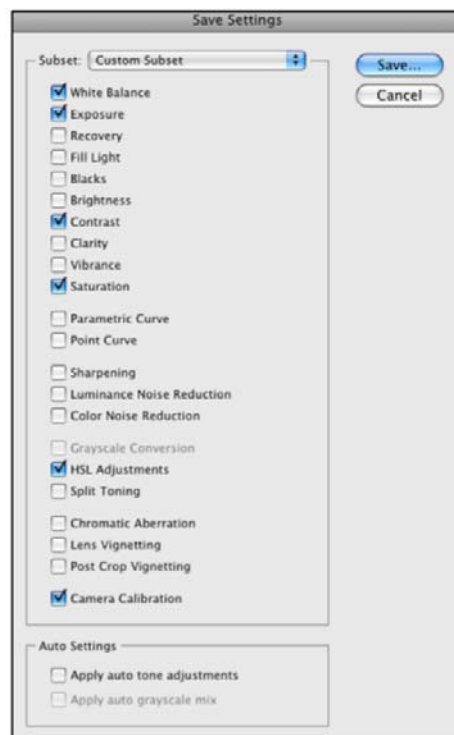 Save Settings
Subset: Custom Subset
Save...
Cancel
White Balance
Exposure
Recovery
Fill Light
Blacks
Brightness
Contrast
Clarity
Vibrance
Saturation
Parametric Curve
Point Curve
Sharpening
Luminance Noise Reduction
Color Noise Reduction
Grayscale Conversion
HSL Adjustments
Split Toning
Chromatic Aberration
Lens Vignetting
Post Crop Vignetting
Camera Calibration
Auto Settings
Apply auto tone adjustments
Apply auto grayscale mix